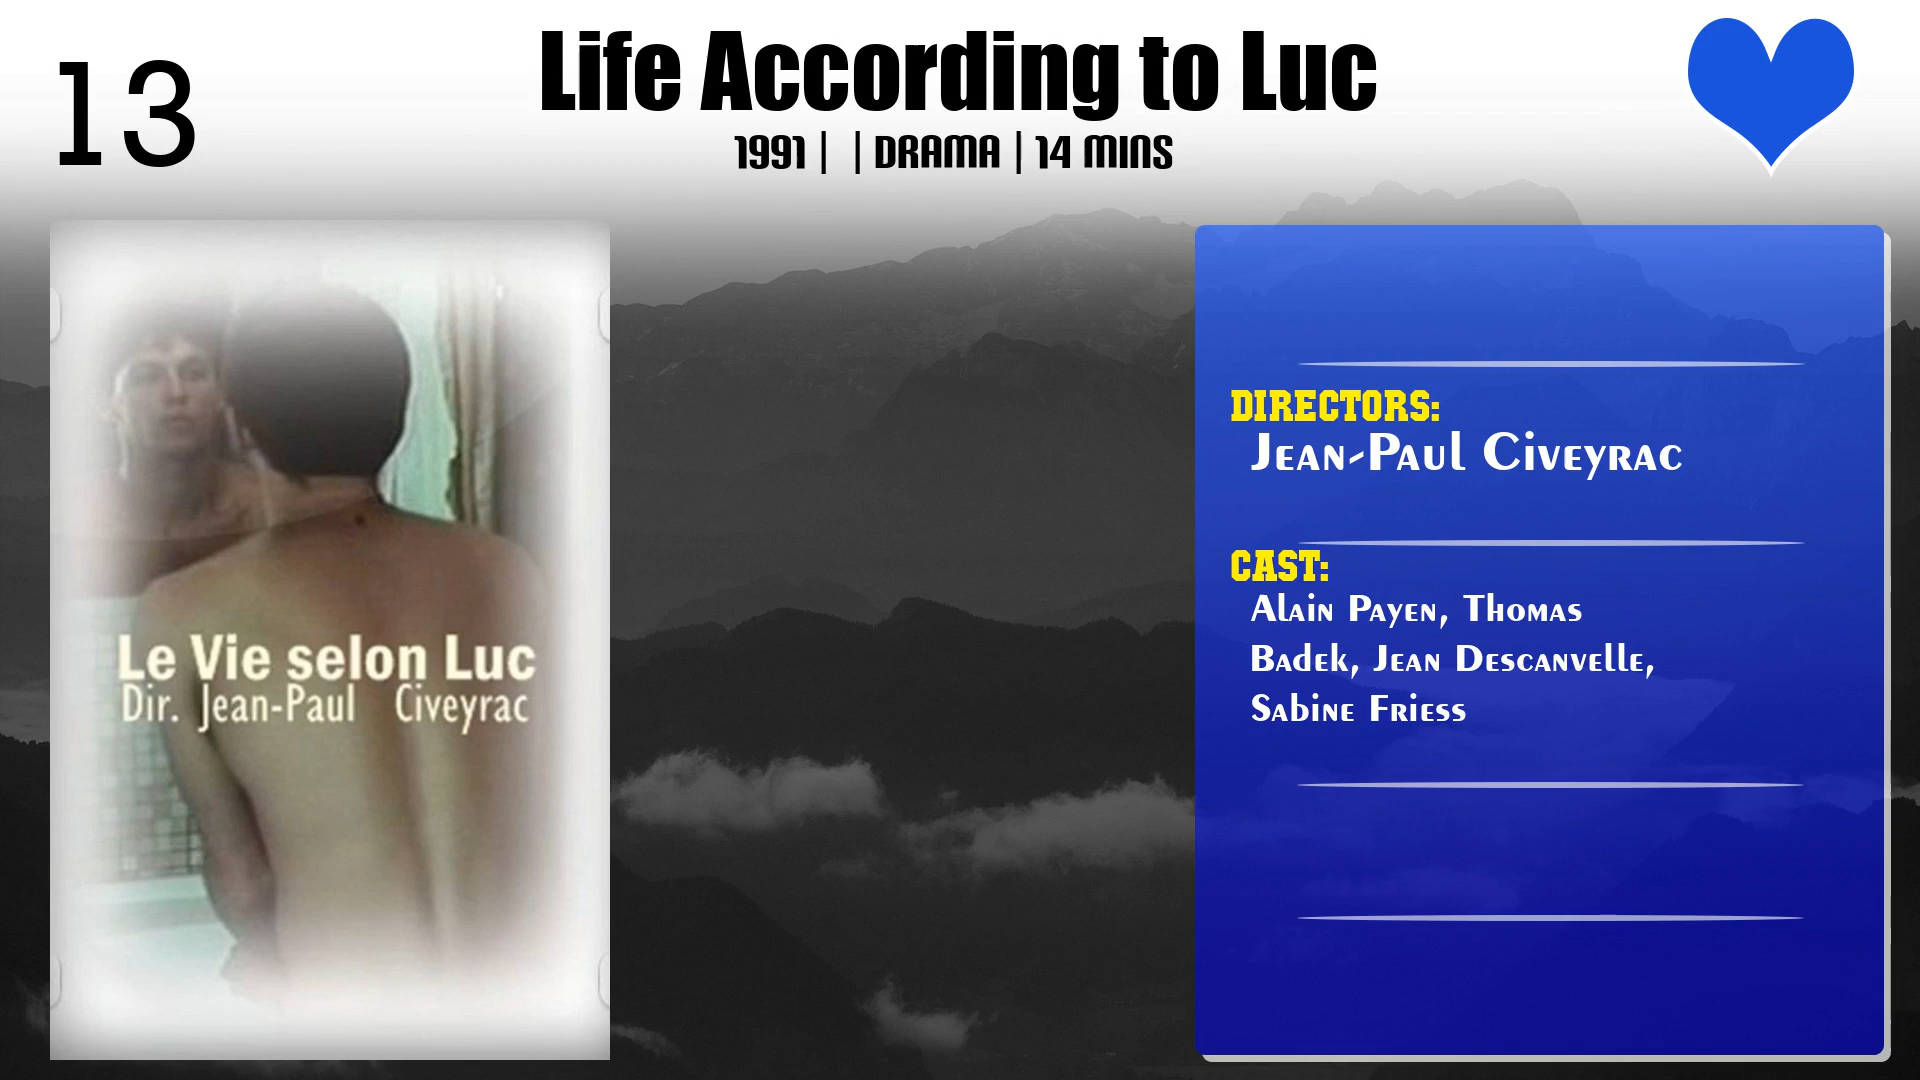 13
Life According to Luc
1991 | | DRAMA | 14 MINS
Le Vie selon Luc
Dir. Jean-Paul Civeyrac
DIRECTORS:
Jean-Paul Civeyrac
CAST:
Alain Payen, Thomas
Badek, Jean Descanvelle,
Sabine Friess